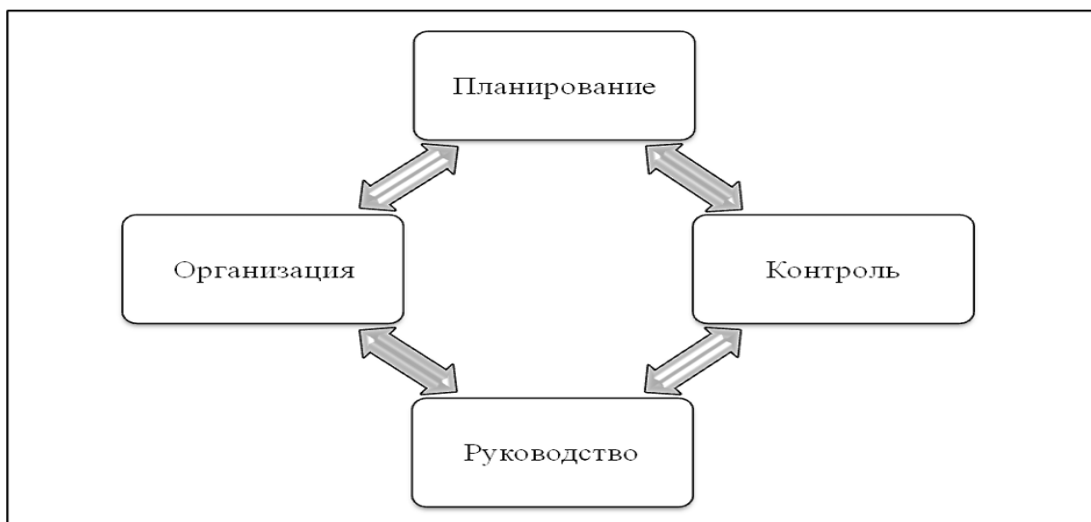 Планирование
Организация
Контроль
Руководство